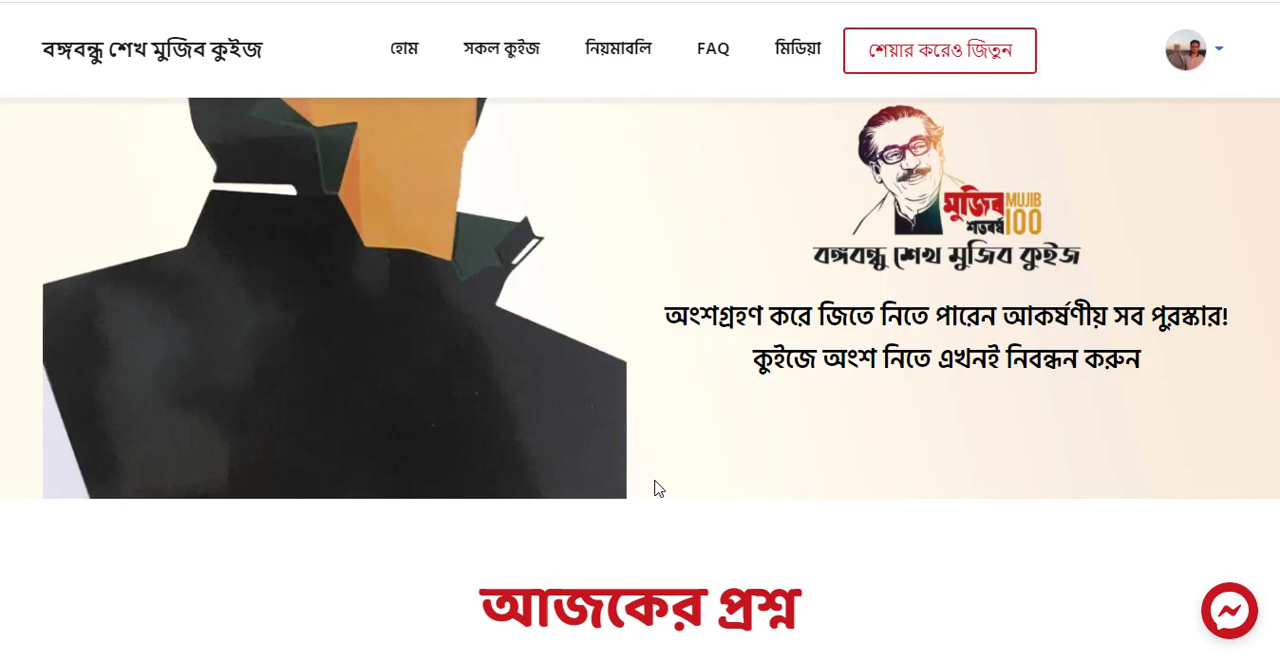 বঙ্গবন্ধু শেখ মুজিব কুইজ
হোম
সকল কুইজ
নিয়মাবলি
FAQ
মিডিয়া
শেয়ার করেও জিতুন
মুজিব
শতবর্ষ
MUJIB
100
বঙ্গবন্ধু শেখ মুজিব কুইজ
অংশগ্রহণ করে জিতে নিতে পারেন আকর্ষণীয় সব পুরস্কার!
কুইজে অংশ নিতে এখনই নিবন্ধন করুন
আজকের প্রশ্ন